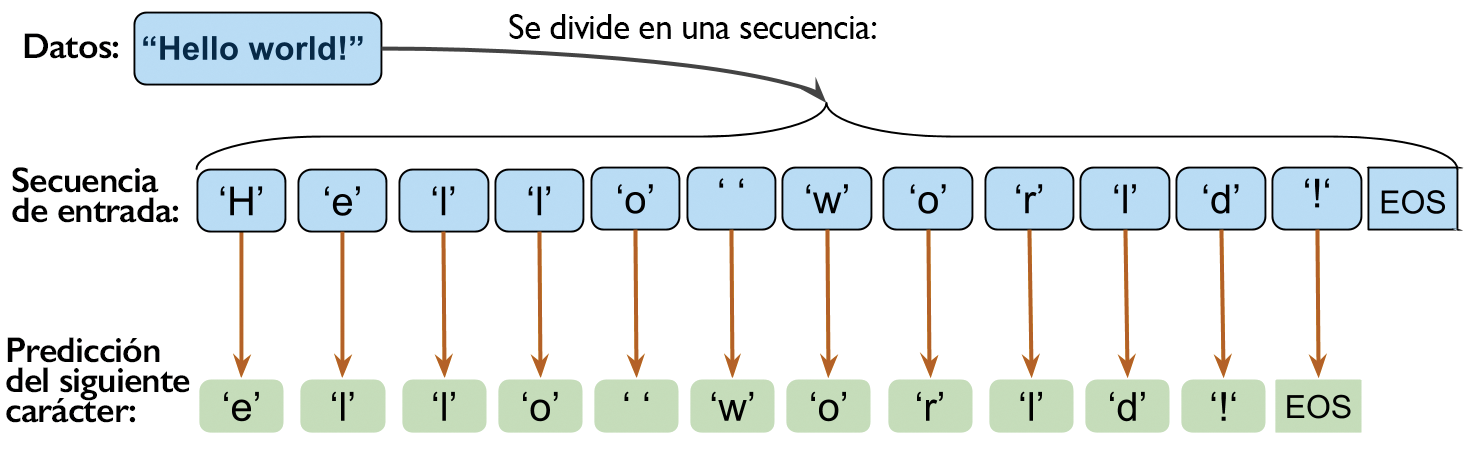 Se divide en una secuencia:
Datos: “Hello world!”
Secuencia
de entrada:
‘H’ ‘e’ ‘l’ ‘l’ ‘o’ ‘ ‘ ‘w’ ‘o’ ‘r’ ‘l’ ‘d’ ‘!‘ EOS
Predicción
del siguiente
carácter:
‘e’ ‘l’ ‘l’ ‘o’ ‘ ‘ ‘w’ ‘o’ ‘r’ ‘l’ ‘d’ ‘!‘ EOS